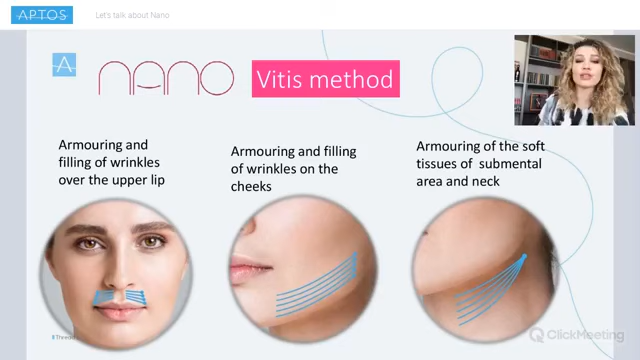 APTOS
Let's talk about Nano
nano
Vitis method
Armouring and
filling of wrinkles
over the upper lip
Armouring and filling
of wrinkles on the
cheeks
Armouring of the soft
tissues of submental
area and neck
ClickMeeting